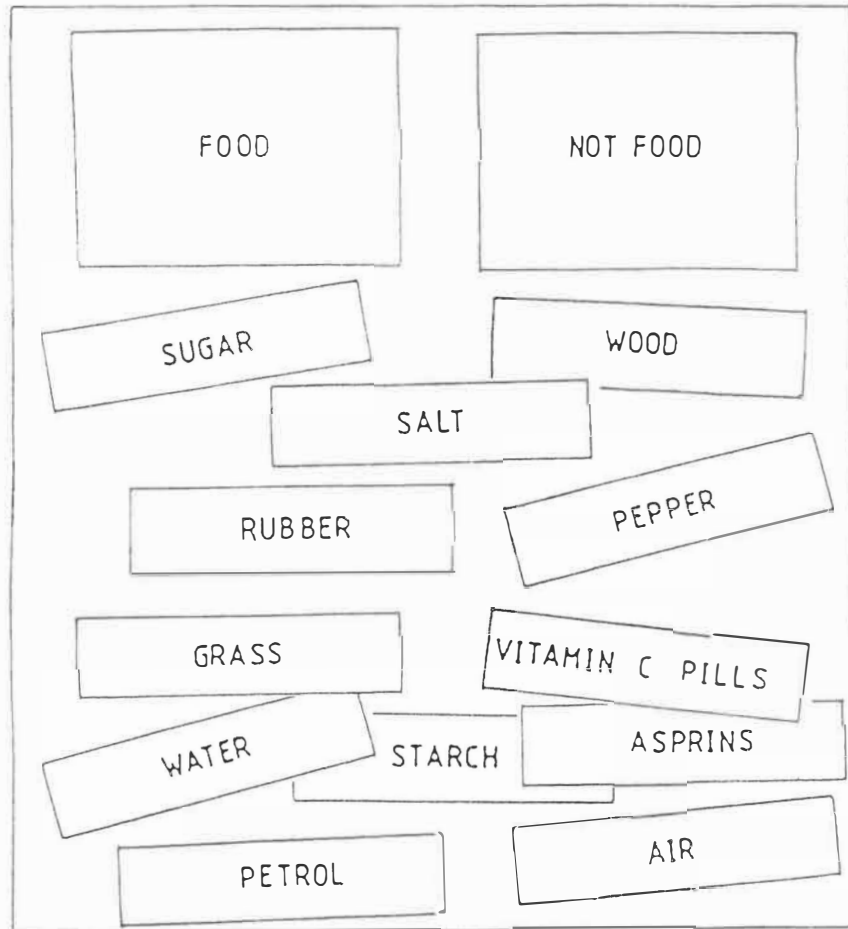 FOOD
NOT FOOD
SUGAR
WOOD
SALT
RUBBER
PEPPER
GRASS
VITAMIN C PILLS
WATER
STARCH
ASPRINS
PETROL
AIR